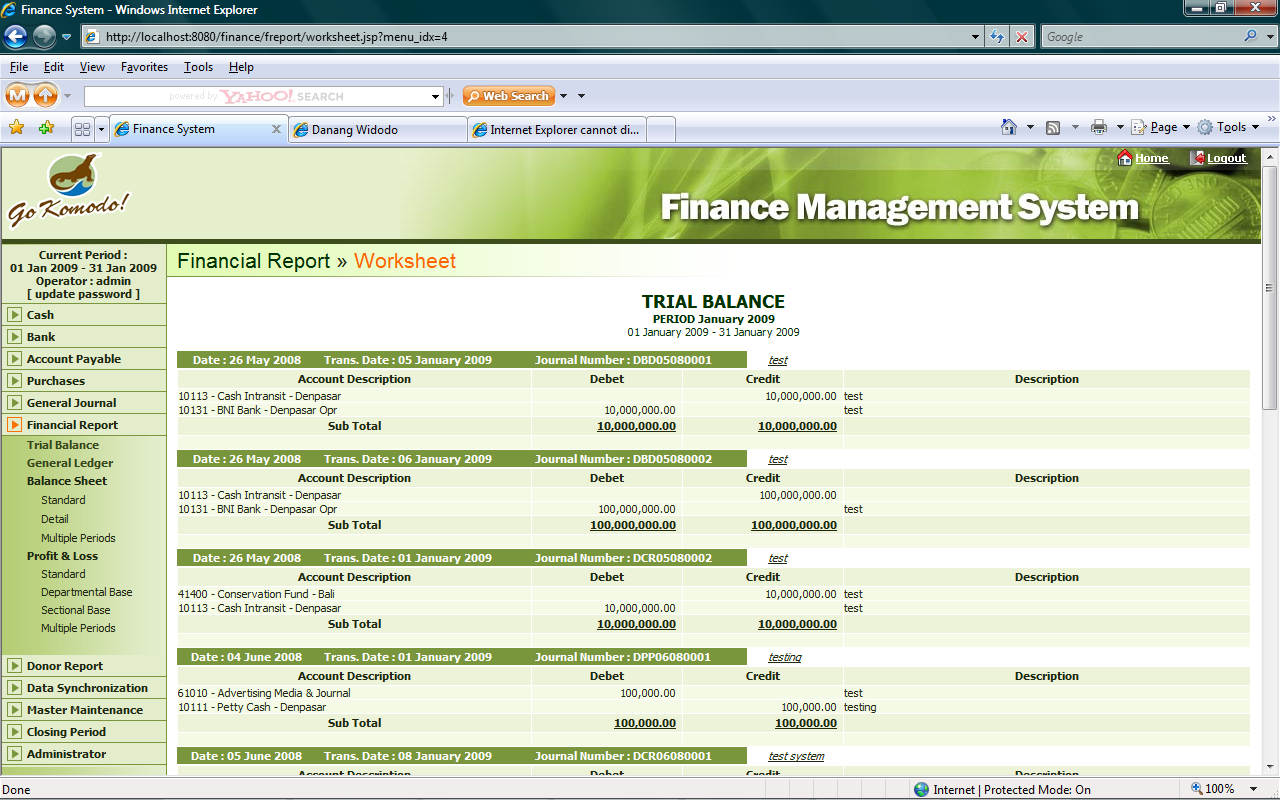 Finance System - Windows Internet Explorer
http://localhost:8080/finance/freport/worksheet.jsp?menu_idx=4
Google
File Edit View Favorites Tools Help
M powered by YAHOO! SEARCH Web Search
Finance System Danang Widodo Internet Explorer cannot di... Page Tools
Home Logout
Go Komodo!
Finance Management System
Current Period :
01 Jan 2009 - 31 Jan 2009
Operator : admin
[ update password ]
Cash
Bank
Account Payable
Purchases
General Journal
Financial Report
Trial Balance
General Ledger
Balance Sheet
Standard
Detail
Multiple Periods
Profit & Loss
Standard
Departmental Base
Sectional Base
Multiple Periods
Donor Report
Data Synchronization
Master Maintenance
Closing Period
Administrator
Financial Report » Worksheet
TRIAL BALANCE
PERIOD January 2009
01 January 2009 - 31 January 2009
Date : 26 May 2008 Trans. Date : 05 January 2009 Journal Number : DBD05080001 test
Account Description Debet Credit Description
10113 - Cash Intransit - Denpasar 10,000,000.00 test
10131 - BNI Bank - Denpasar Opr 10,000,000.00 test
Sub Total 10,000,000.00 10,000,000.00
Date : 26 May 2008 Trans. Date : 06 January 2009 Journal Number : DBD05080002 test
Account Description Debet Credit Description
10113 - Cash Intransit - Denpasar 100,000,000.00
10131 - BNI Bank - Denpasar Opr 100,000,000.00 test
Sub Total 100,000,000.00 100,000,000.00
Date : 26 May 2008 Trans. Date : 01 January 2009 Journal Number : DCR05080002 test
Account Description Debet Credit Description
41400 - Conservation Fund - Bali 10,000,000.00 test
10113 - Cash Intransit - Denpasar 10,000,000.00 test
Sub Total 10,000,000.00 10,000,000.00
Date : 04 June 2008 Trans. Date : 01 January 2009 Journal Number : DPP06080001 testing
Account Description Debet Credit Description
61010 - Advertising Media & Journal 100,000.00 test
10111 - Petty Cash - Denpasar 100,000.00 testing
Sub Total 100,000.00 100,000.00
Date : 05 June 2008 Trans. Date : 08 January 2009 Journal Number : DCR06080001 test system
Account Description Debet Credit Description
Done Internet | Protected Mode: On 100%